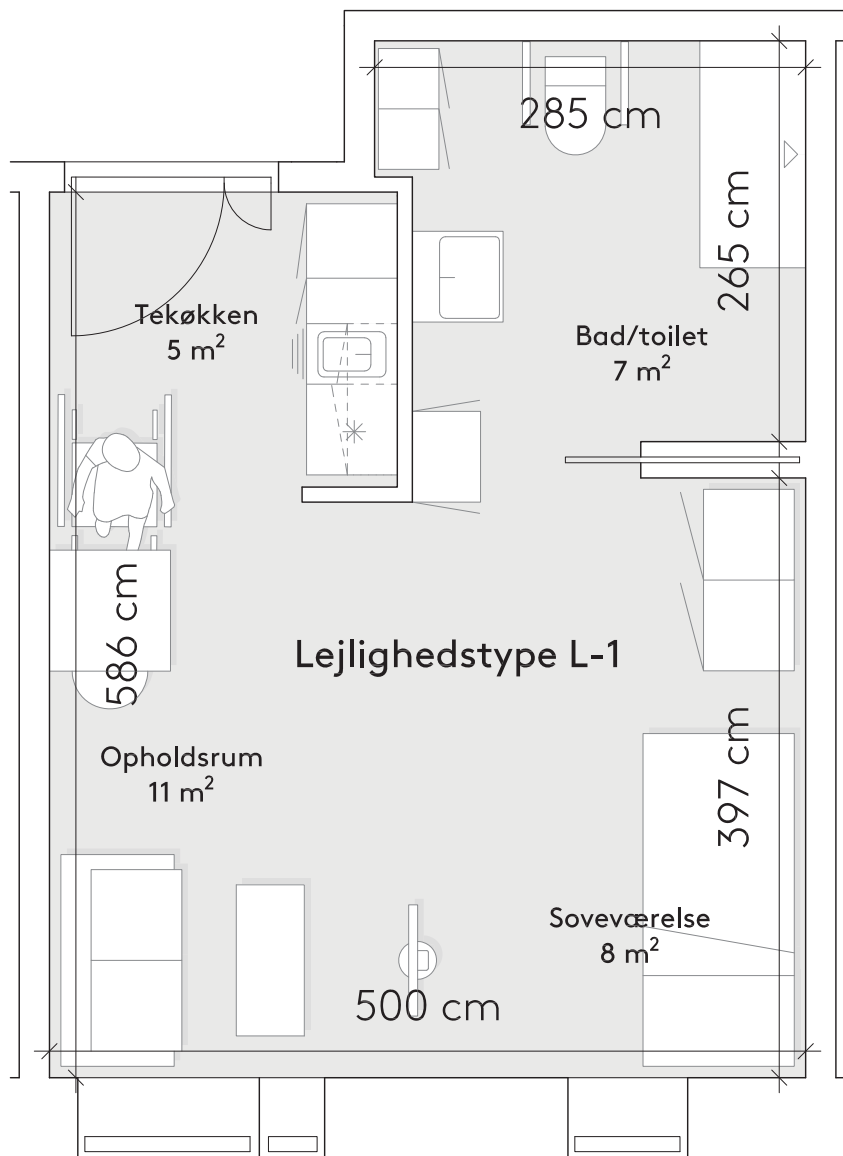 285 cm
265 cm
Tekøkken
5 m²
Bad/toilet
7 m²
586 cm
Lejlighedstype L-1
397 cm
Opholdsrum
11 m²
Soveværelse
8 m²
500 cm